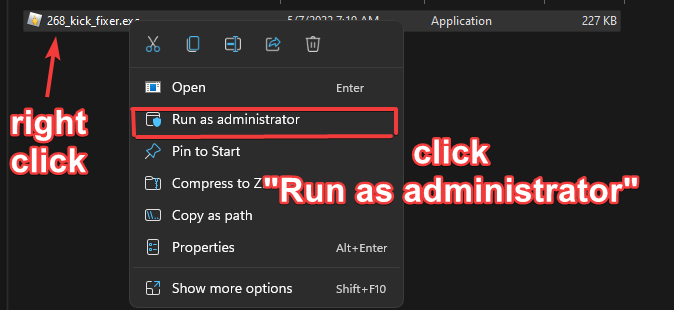 268_kick_fixer.exe 5/7/2023 7:10 AM Application 227 KB
Open Enter
Run as administrator
Pin to Start
Compress to Z
Copy as path
Properties Alt+Enter
Show more options Shift+F10
right
click
click
"Run as administrator"